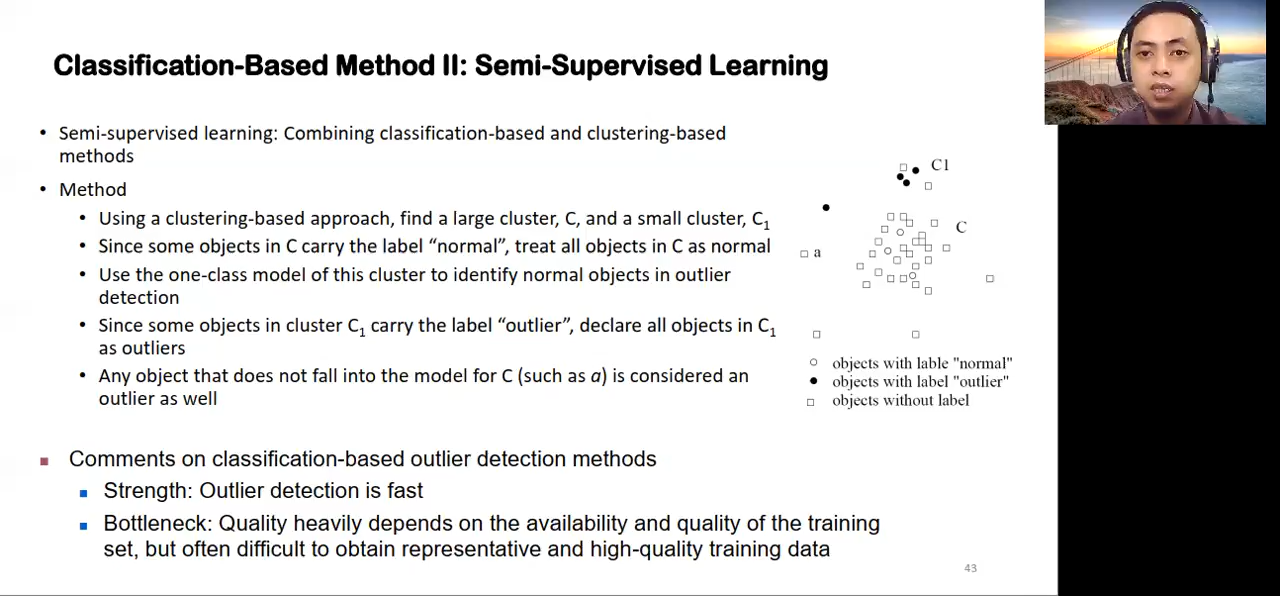 Classification-Based Method II: Semi-Supervised Learning
• Semi-supervised learning: Combining classification-based and clustering-based
methods
• Method
• Using a clustering-based approach, find a large cluster, C, and a small cluster, C1
• Since some objects in C carry the label “normal”, treat all objects in C as normal
• Use the one-class model of this cluster to identify normal objects in outlier
detection
• Since some objects in cluster C1 carry the label “outlier”, declare all objects in C1
as outliers
• Any object that does not fall into the model for C (such as a) is considered an
outlier as well
C1
C
a
objects with lable "normal"
objects with label "outlier"
objects without label
Comments on classification-based outlier detection methods
Strength: Outlier detection is fast
Bottleneck: Quality heavily depends on the availability and quality of the training
set, but often difficult to obtain representative and high-quality training data
43